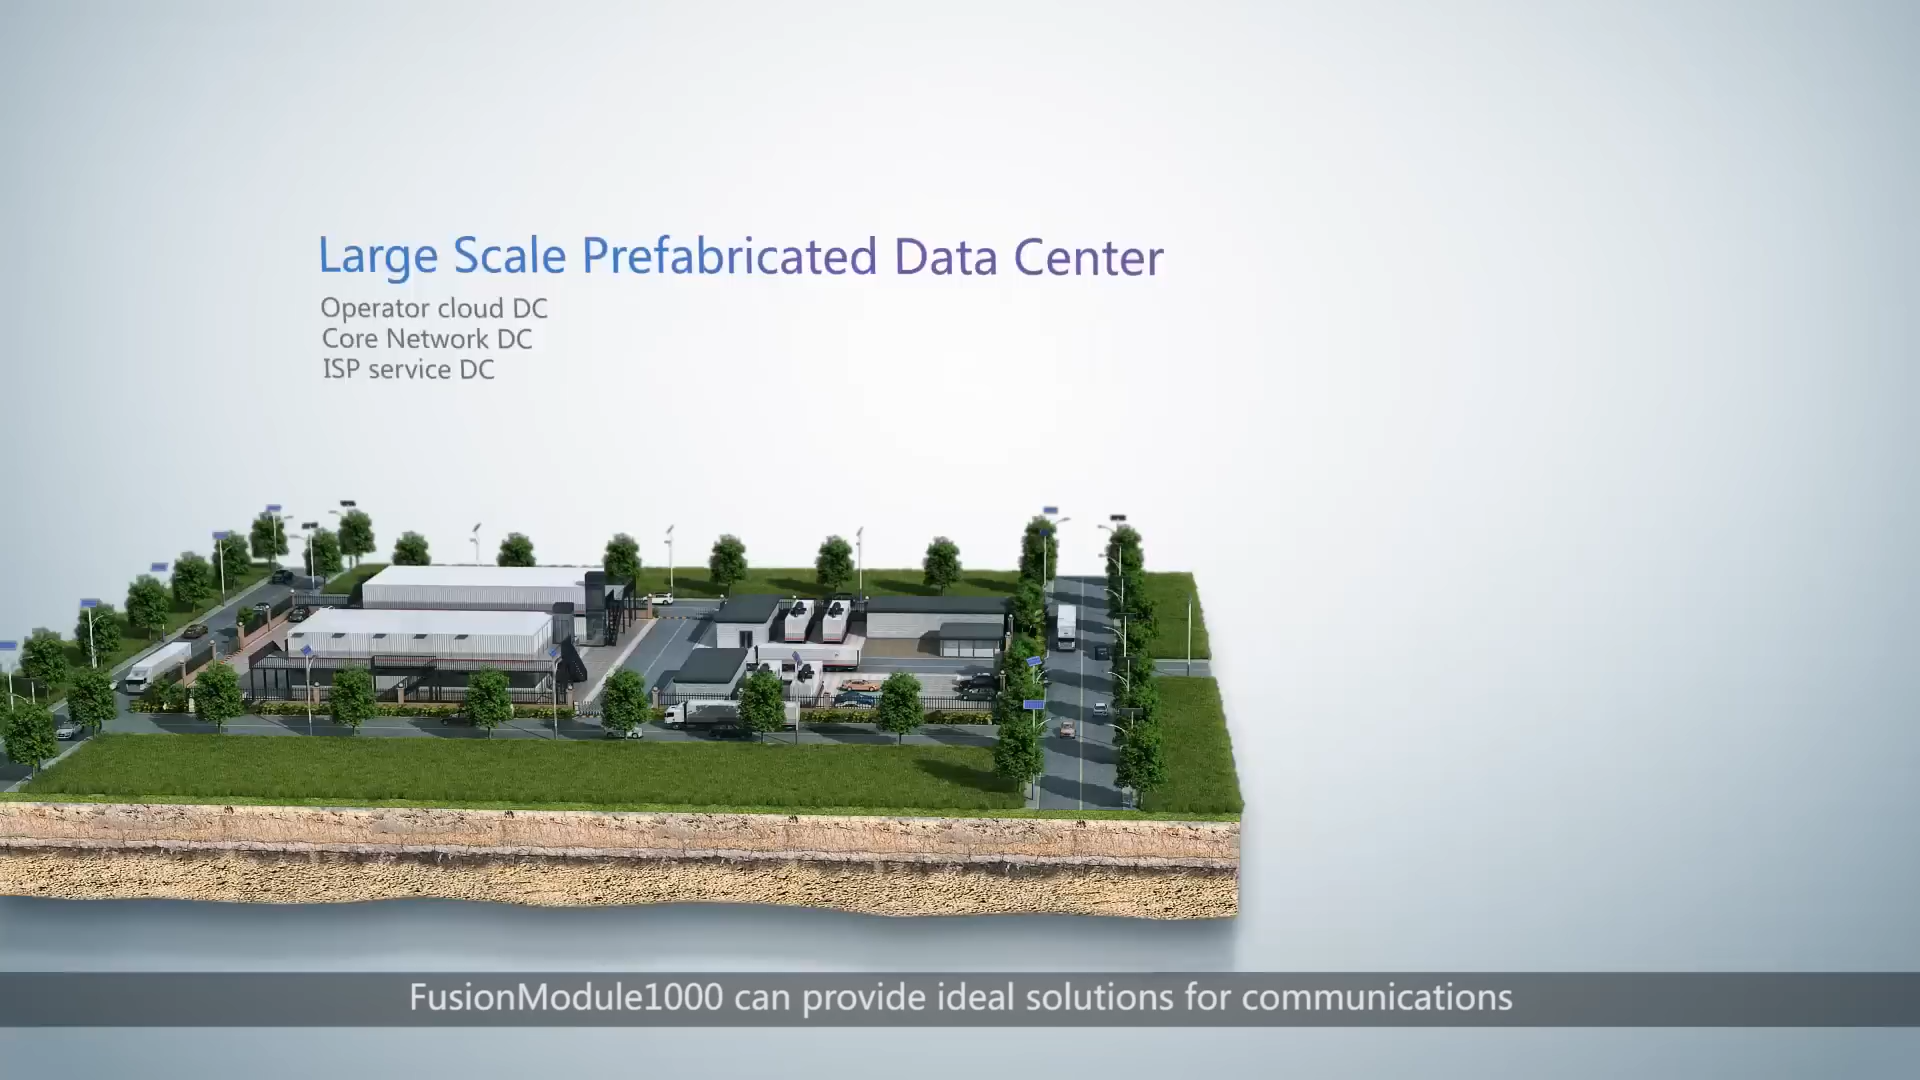 Large Scale Prefabricated Data Center
Operator cloud DC
Core Network DC
ISP service DC
FusionModule1000 can provide ideal solutions for communications